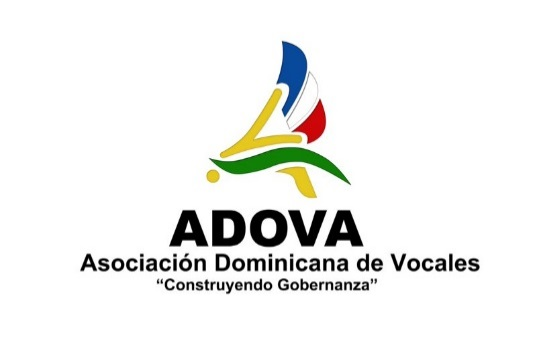 ADOVA
Asociación Dominicana de Vocales
“Construyendo Gobernanza”